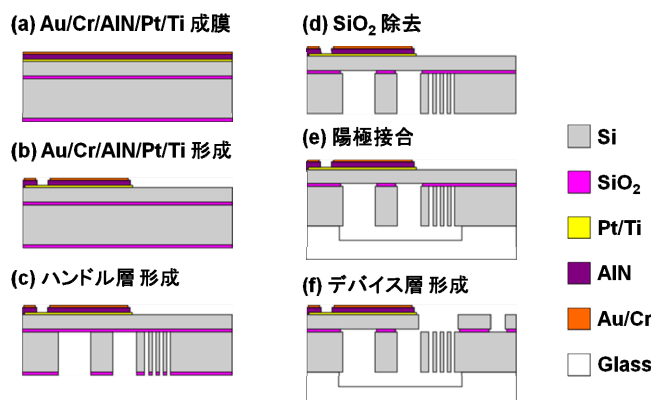 (a) Au/Cr/AlN/Pt/Ti 成膜
(b) Au/Cr/AlN/Pt/Ti 形成
(c) ハンドル層 形成
(d) SiO₂ 除去
(e) 陽極接合
(f) デバイス層 形成
Si
SiO₂
Pt/Ti
AlN
Au/Cr
Glass